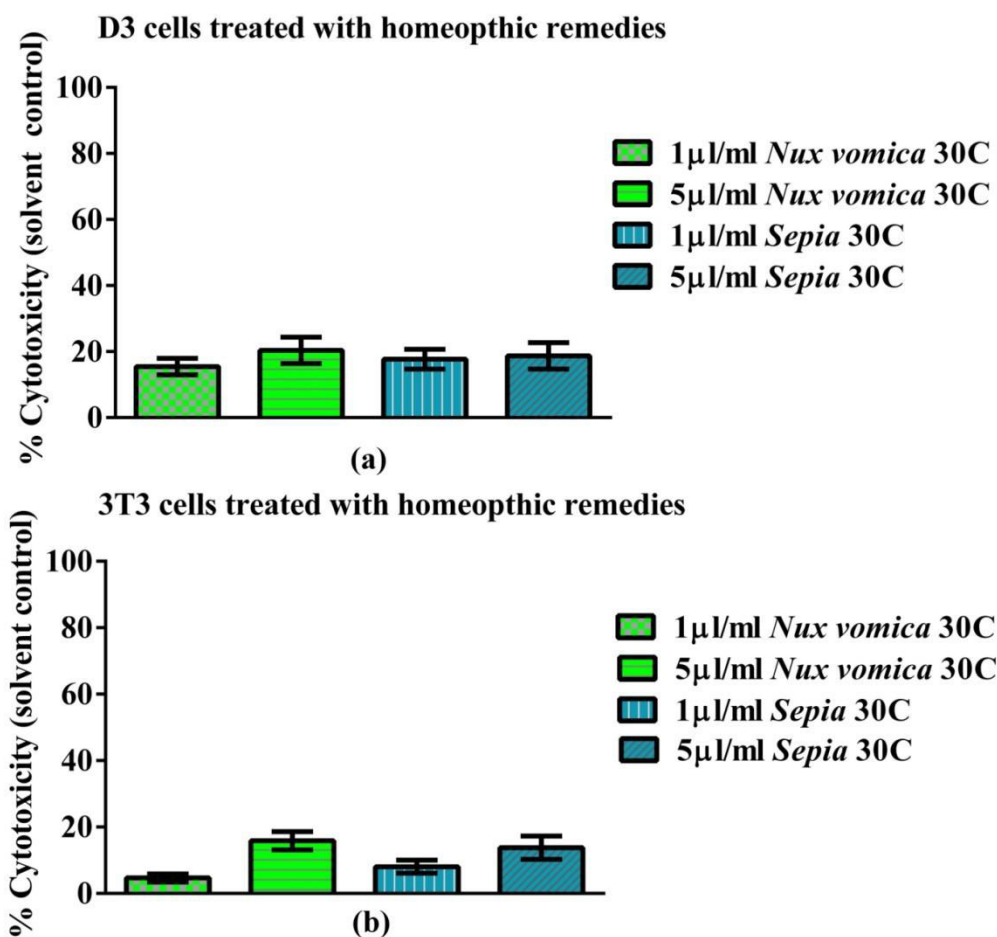 D3 cells treated with homeopthic remedies
% Cytotoxicity (solvent control)
100
80
60
40
20
0
1µl/ml Nux vomica 30C
5µl/ml Nux vomica 30C
1µl/ml Sepia 30C
5µl/ml Sepia 30C
(a)
3T3 cells treated with homeopthic remedies
% Cytotoxicity (solvent control)
100
80
60
40
20
0
1µl/ml Nux vomica 30C
5µl/ml Nux vomica 30C
1µl/ml Sepia 30C
5µl/ml Sepia 30C
(b)